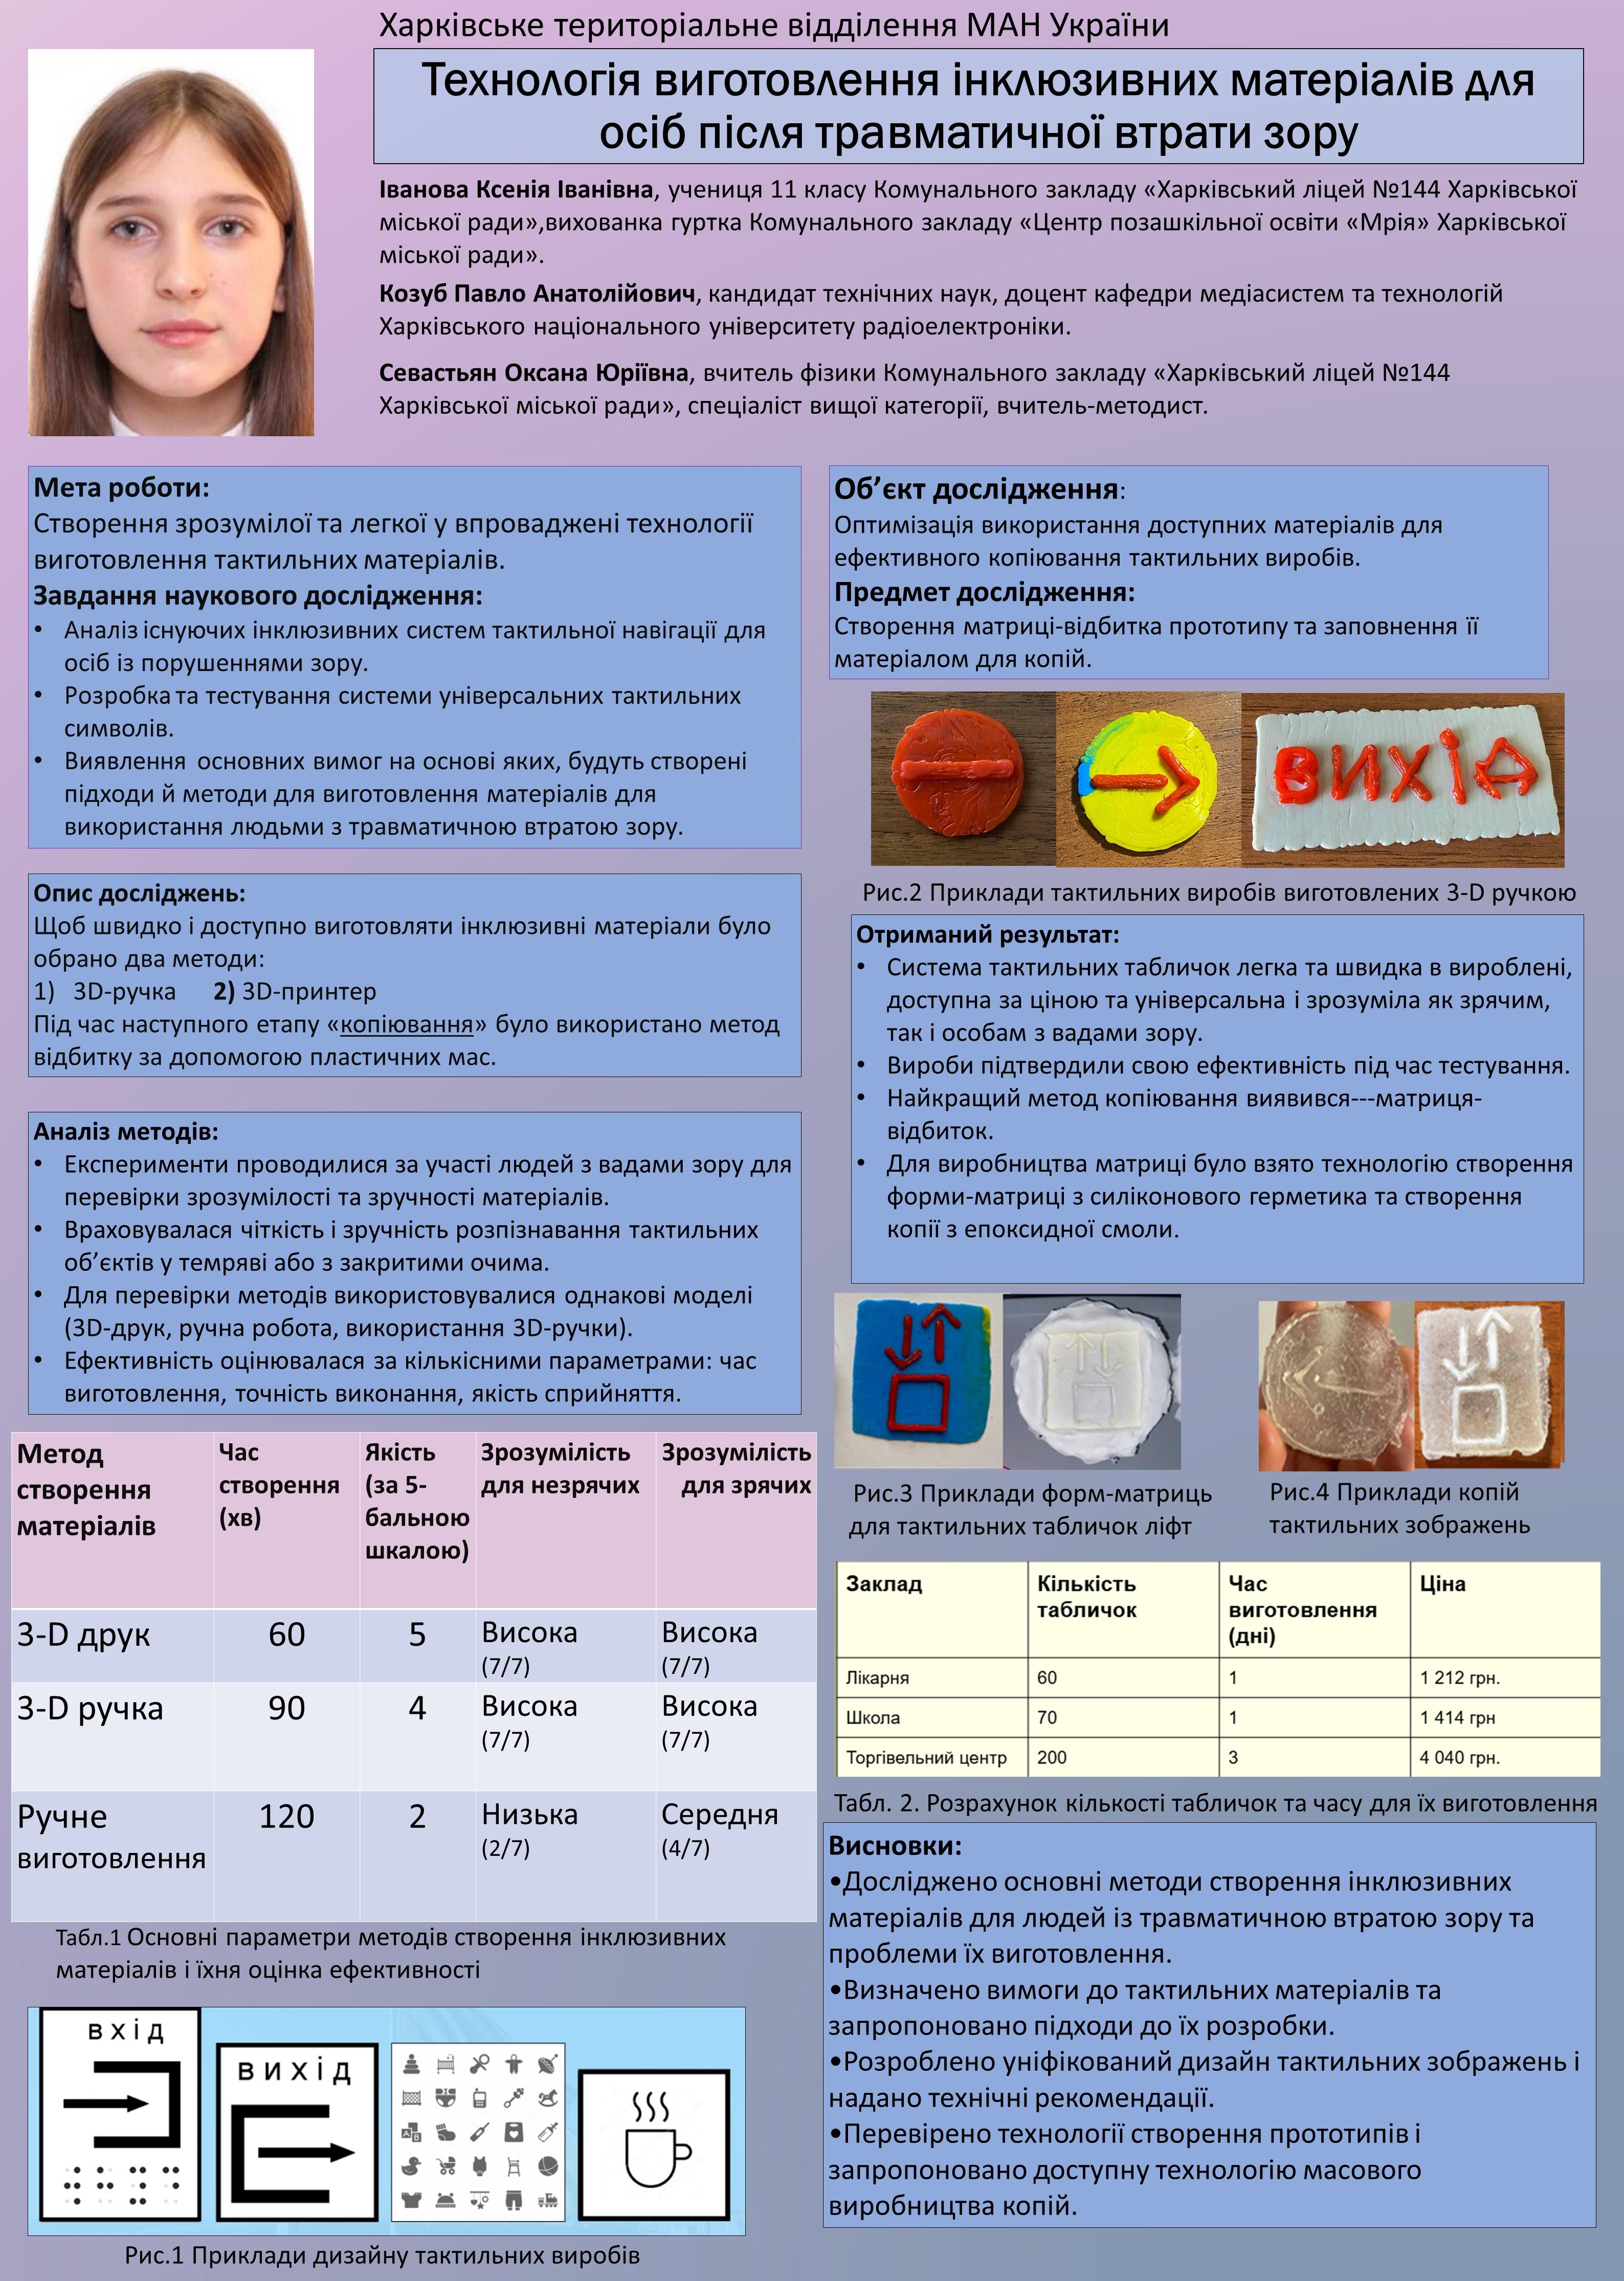 Харківське територіальне відділення МАН України
Технологія виготовлення інклюзивних матеріалів для
осіб після травматичної втрати зору
Іванова Ксенія Іванівна, учениця 11 класу Комунального закладу «Харківський ліцей №144 Харківської
міської ради»,вихованка гуртка Комунального закладу «Центр позашкільної освіти «Мрія» Харківської
міської ради».
Козуб Павло Анатолійович, кандидат технічних наук, доцент кафедри медіасистем та технологій
Харківського національного університету радіоелектроніки.
Севастьян Оксана Юріївна, вчитель фізики Комунального закладу «Харківський ліцей №144
Харківської міської ради», спеціаліст вищої категорії, вчитель-методист.
Мета роботи:
Створення зрозумілої та легкої у впроваджені технології
виготовлення тактильних матеріалів.
Завдання наукового дослідження:
• Аналіз існуючих інклюзивних систем тактильної навігації для
осіб із порушеннями зору.
• Розробка та тестування системи універсальних тактильних
символів.
• Виявлення основних вимог на основі яких, будуть створені
підходи й методи для виготовлення матеріалів для
використання людьми з травматичною втратою зору.
Опис досліджень:
Щоб швидко і доступно виготовляти інклюзивні матеріали було
обрано два методи:
1) 3D-ручка 2) 3D-принтер
Під час наступного етапу «копіювання» було використано метод
відбитку за допомогою пластичних мас.
Аналіз методів:
• Експерименти проводилися за участі людей з вадами зору для
перевірки зрозумілості та зручності матеріалів.
• Враховувалася чіткість і зручність розпізнавання тактильних
об’єктів у темряві або з закритими очима.
• Для перевірки методів використовувалися однакові моделі
(3D-друк, ручна робота, використання 3D-ручки).
• Ефективність оцінювалася за кількісними параметрами: час
виготовлення, точність виконання, якість сприйняття.
Метод створення матеріалів Час створення (хв) Якість (за 5-бальною шкалою) Зрозумілість для незрячих Зрозумілість для зрячих
3-D друк 60 5 Висока (7/7) Висока (7/7)
3-D ручка 90 4 Висока (7/7) Висока (7/7)
Ручне виготовлення 120 2 Низька (2/7) Середня (4/7)
Табл.1 Основні параметри методів створення інклюзивних
матеріалів і їхня оцінка ефективності
вхід
вихід
Рис.1 Приклади дизайну тактильних виробів
Об’єкт дослідження:
Оптимізація використання доступних матеріалів для
ефективного копіювання тактильних виробів.
Предмет дослідження:
Створення матриці-відбитка прототипу та заповнення її
матеріалом для копій.
ВИХІД
Рис.2 Приклади тактильних виробів виготовлених 3-D ручкою
Отриманий результат:
• Система тактильних табличок легка та швидка в вироблені,
доступна за ціною та універсальна і зрозуміла як зрячим,
так і особам з вадами зору.
• Вироби підтвердили свою ефективність під час тестування.
• Найкращий метод копіювання виявився---матриця-
відбиток.
• Для виробництва матриці було взято технологію створення
форми-матриці з силіконового герметика та створення
копії з епоксидної смоли.
Рис.3 Приклади форм-матриць
для тактильних табличок ліфт
Рис.4 Приклади копій
тактильних зображень
Заклад Кількість табличок Час виготовлення (дні) Ціна
Лікарня 60 1 1 212 грн.
Школа 70 1 1 414 грн
Торгівельний центр 200 3 4 040 грн.
Табл. 2. Розрахунок кількості табличок та часу для їх виготовлення
Висновки:
•Досліджено основні методи створення інклюзивних
матеріалів для людей із травматичною втратою зору та
проблеми їх виготовлення.
•Визначено вимоги до тактильних матеріалів та
запропоновано підходи до їх розробки.
•Розроблено уніфікований дизайн тактильних зображень і
надано технічні рекомендації.
•Перевірено технології створення прототипів і
запропоновано доступну технологію масового
виробництва копій.